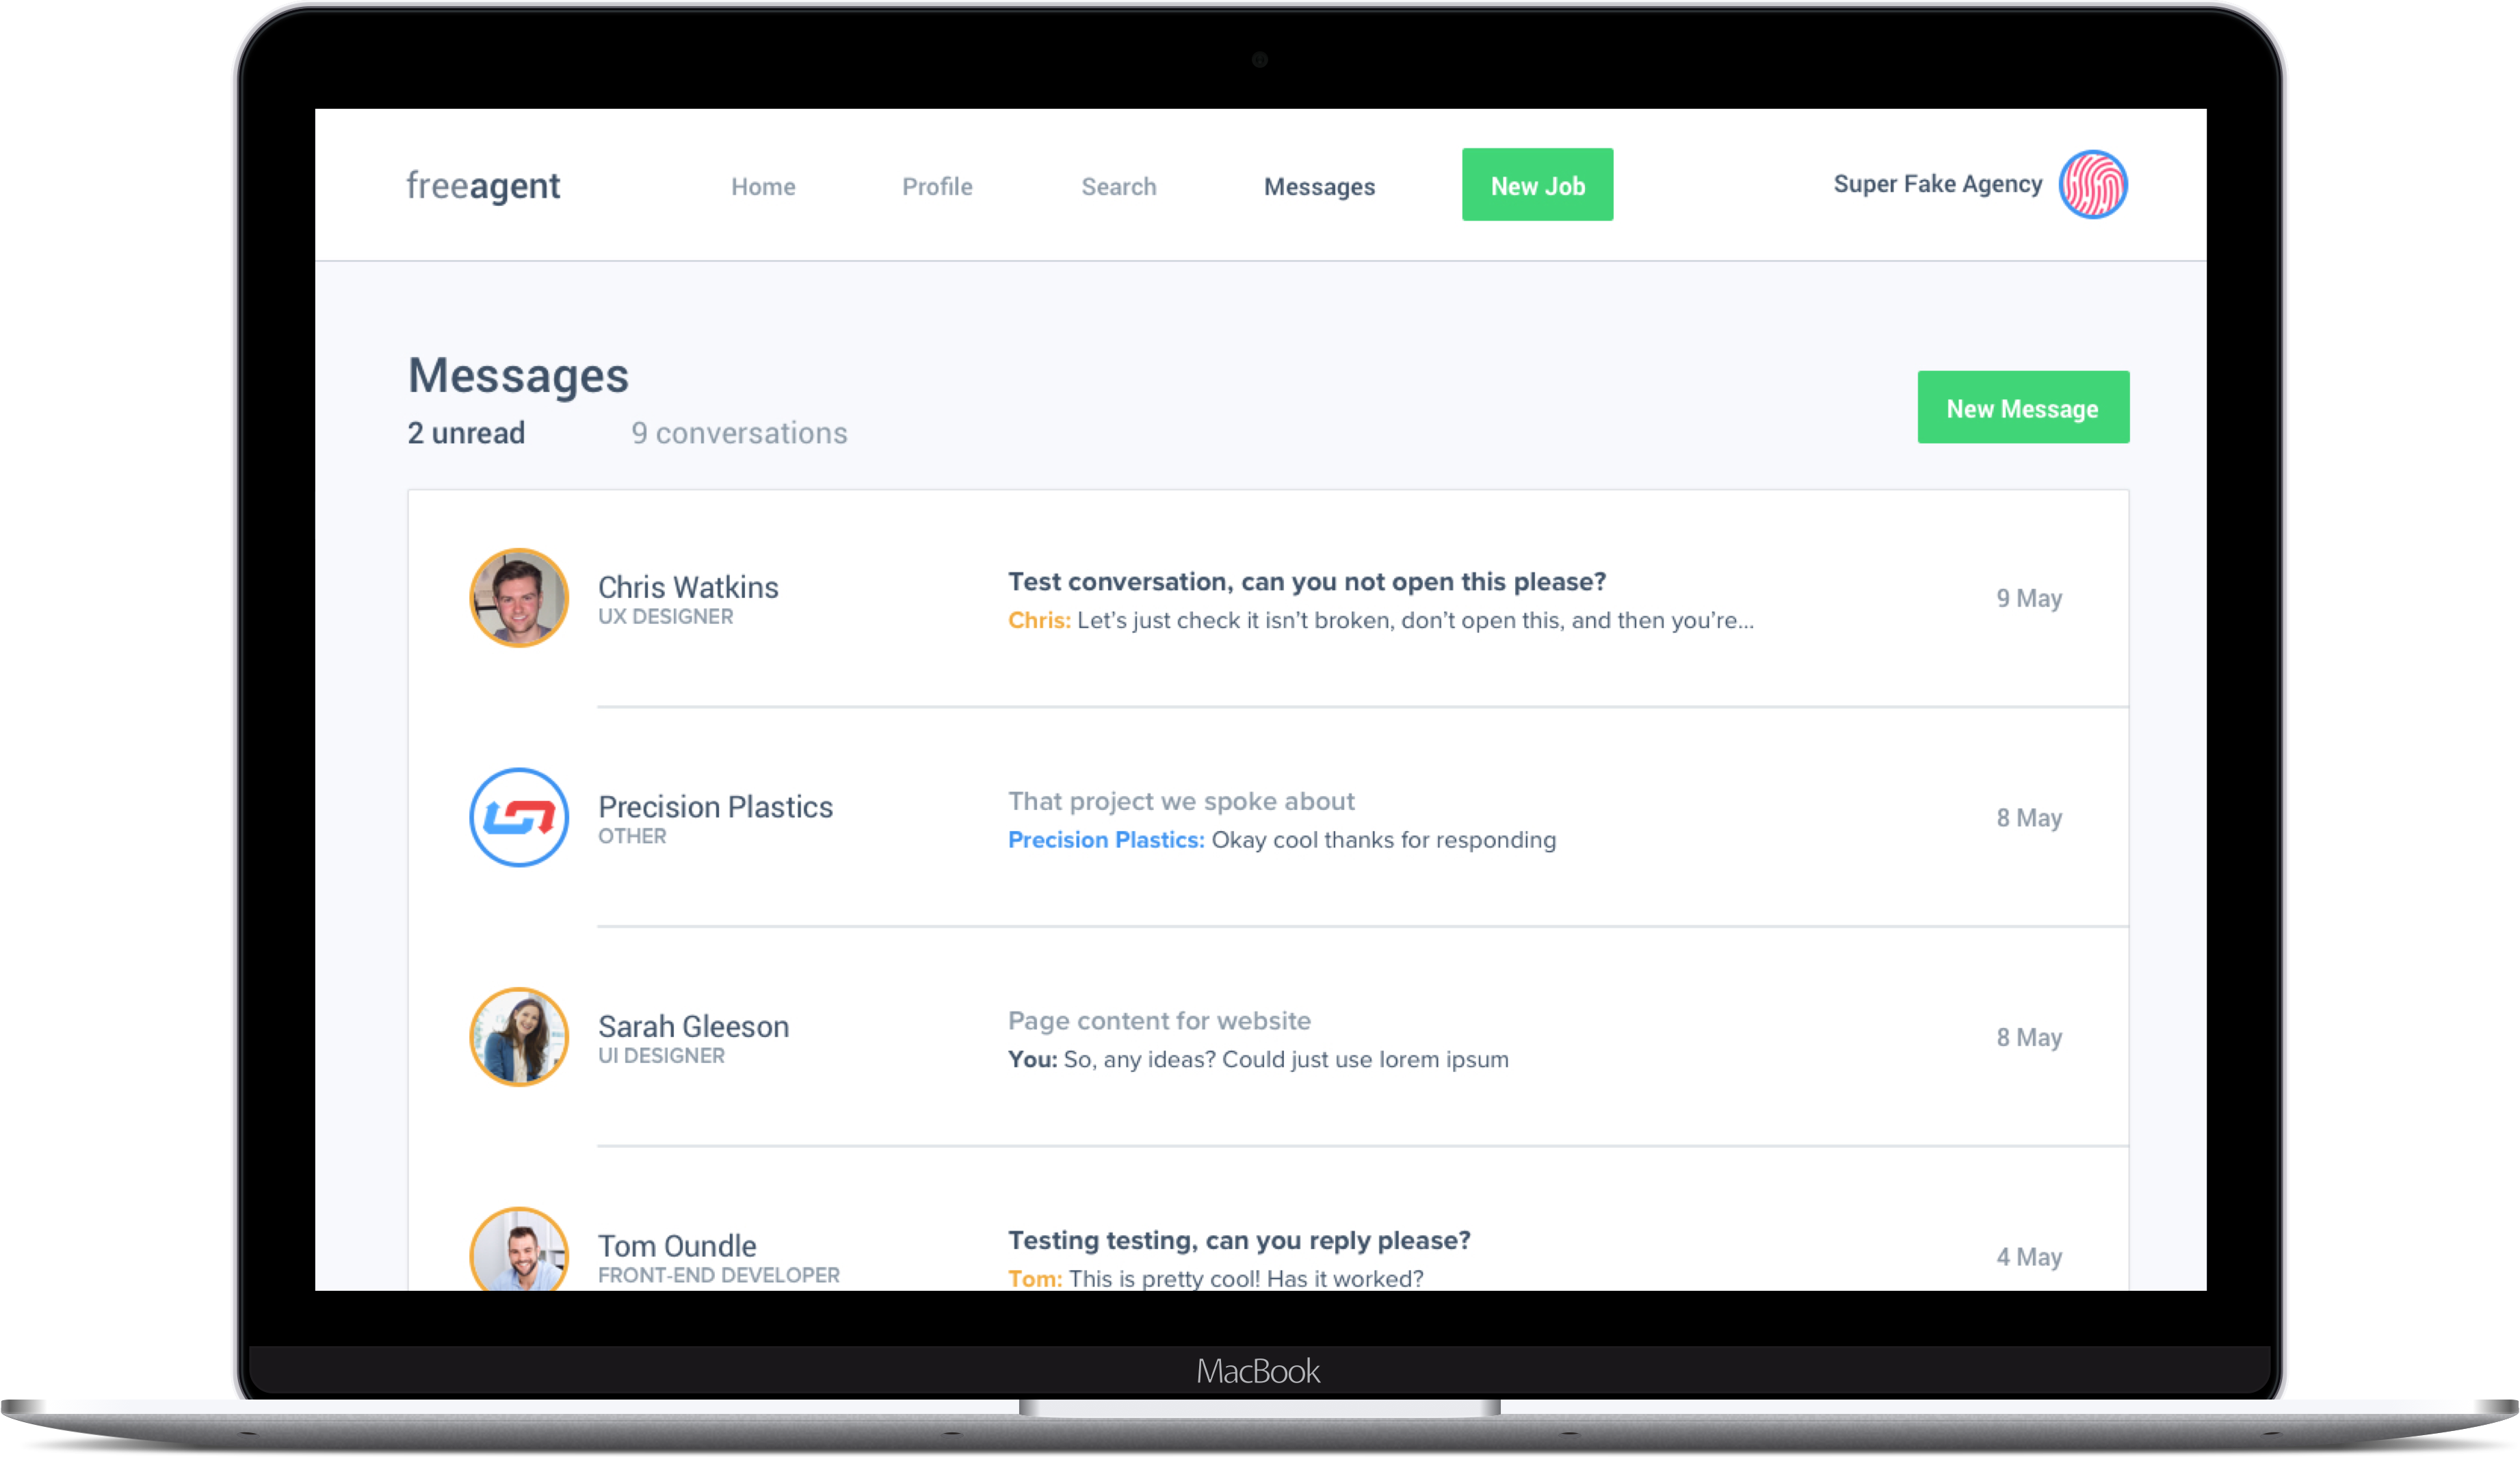 freeagent
Home
Profile
Search
Messages
New Job
Super Fake Agency
Messages
2 unread
9 conversations
New Message
Chris Watkins
UX DESIGNER
Test conversation, can you not open this please?
Chris: Let’s just check it isn’t broken, don’t open this, and then you’re...
9 May
Precision Plastics
OTHER
That project we spoke about
Precision Plastics: Okay cool thanks for responding
8 May
Sarah Gleeson
UI DESIGNER
Page content for website
You: So, any ideas? Could just use lorem ipsum
8 May
Tom Oundle
FRONT-END DEVELOPER
Testing testing, can you reply please?
Tom: This is pretty cool! Has it worked?
4 May
MacBook